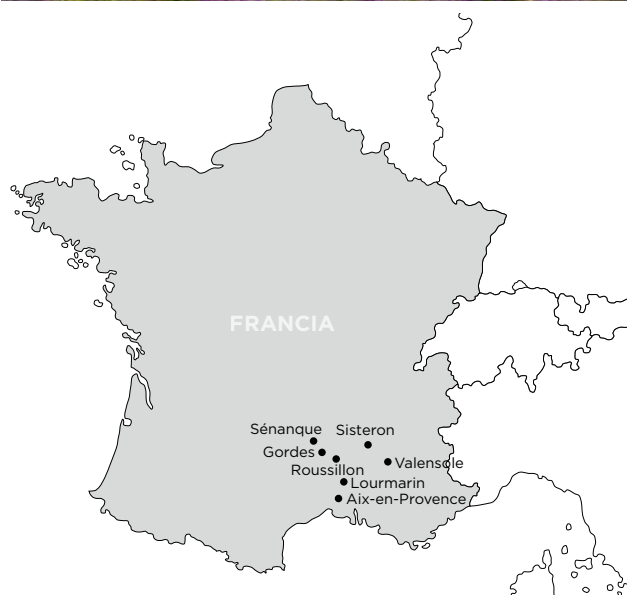 FRANCIA
Sénanque
Sisteron
Gordes
Roussillon
Valensole
Lourmarin
Aix-en-Provence